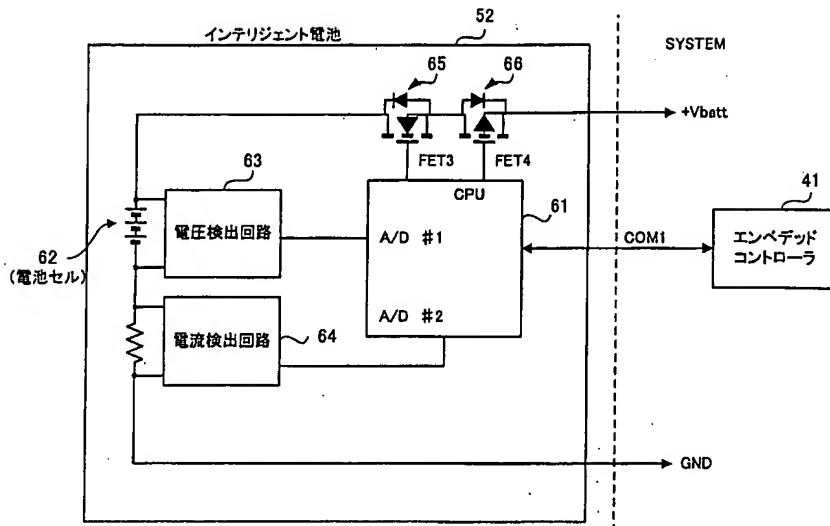 インテリジェント電池
52
SYSTEM
65
66
+Vbatt
FET3
FET4
63
CPU
61
41
電圧検出回路
A/D #1
COM1
エンベデッド
コントローラ
62
(電池セル)
A/D #2
電流検出回路
64
GND